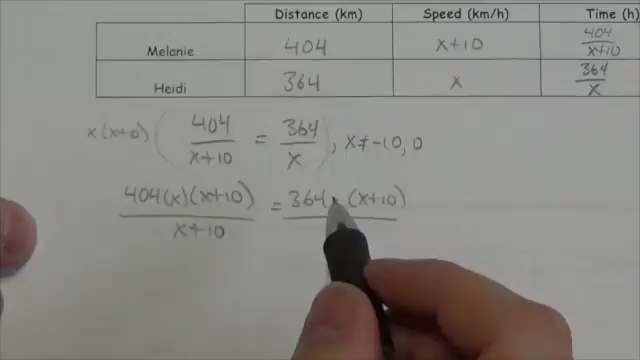 Distance (km) Speed (km/h) Time (h)
Melanie 404 x+10 404/x+10
Heidi 364 x 364/x
x(x+10) ( 404/x+10 = 364/x ) , x≠-10, 0
404(x)(x+10)/x+10 = 364 (x+10)